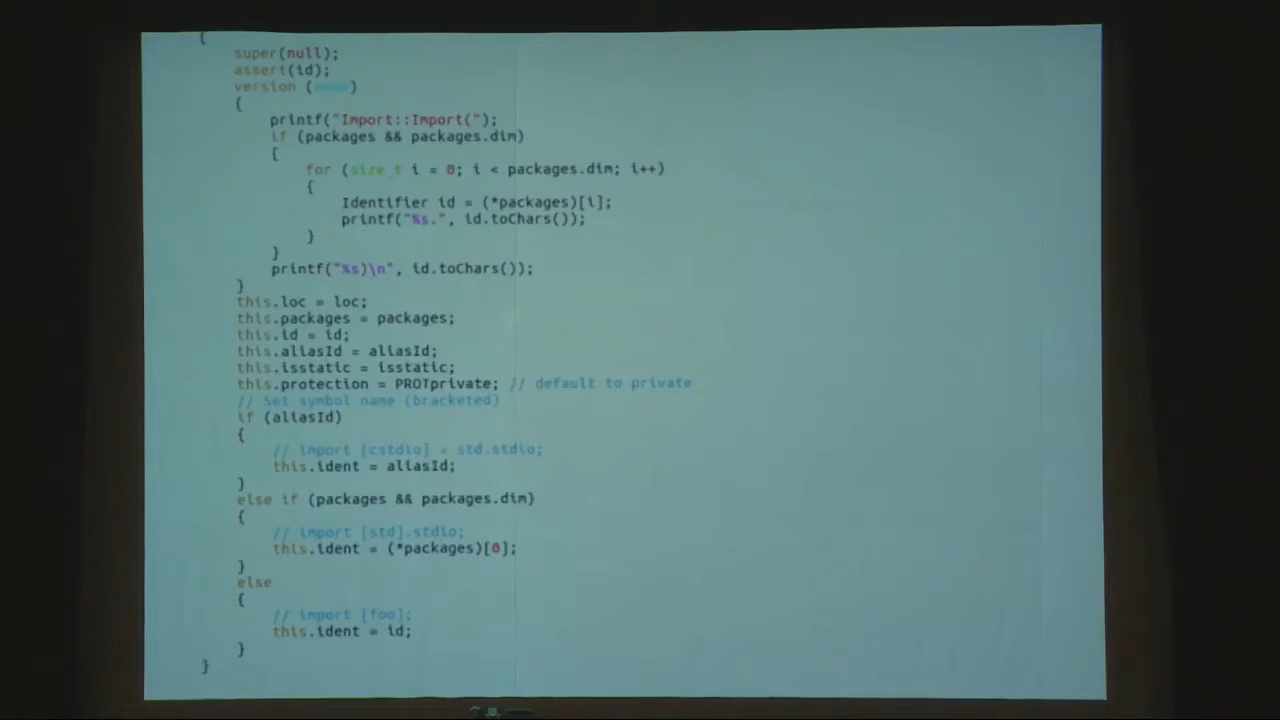 {
super(null);
assert(id);
version (    )
{
printf("Import::Import(");
if (packages && packages.dim)
{
for (size_t i = 0; i < packages.dim; i++)
{
Identifier id = (*packages)[i];
printf("%s.", id.toChars());
}
}
printf("%s)\n", id.toChars());
}
this.loc = loc;
this.packages = packages;
this.id = id;
this.aliasId = aliasId;
this.isstatic = isstatic;
this.protection = PROTprivate; // default to private
// Set symbol name (bracketed)
if (aliasId)
{
// import [cstdio] = std.stdio;
this.ident = aliasId;
}
else if (packages && packages.dim)
{
// import [std].stdio;
this.ident = (*packages)[0];
}
else
{
// import [foo];
this.ident = id;
}
}